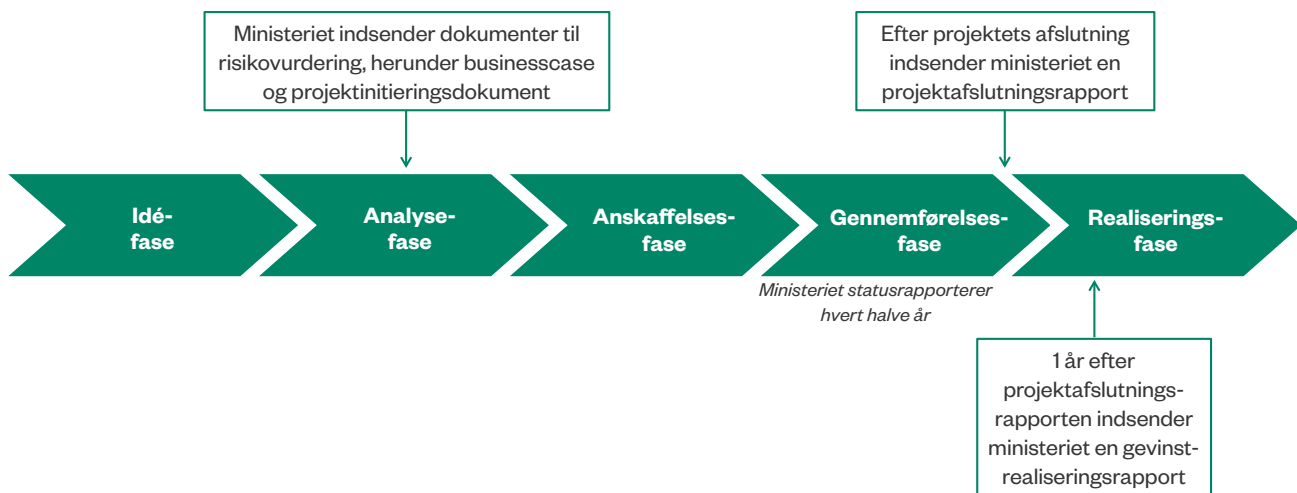 Ministeriet indsender dokumenter til
risikovurdering, herunder businesscase
og projektinitieringsdokument
Efter projektets afslutning
indsender ministeriet en
projektafslutningsrapport
Idé-
fase
Analyse-
fase
Anskaffelses-
fase
Gennemførelses-
fase
Realiserings-
fase
Ministeriet statusrapporterer
hvert halve år
1 år efter
projektafslutnings-
rapporten indsender
ministeriet en gevinst-
realiseringsrapport